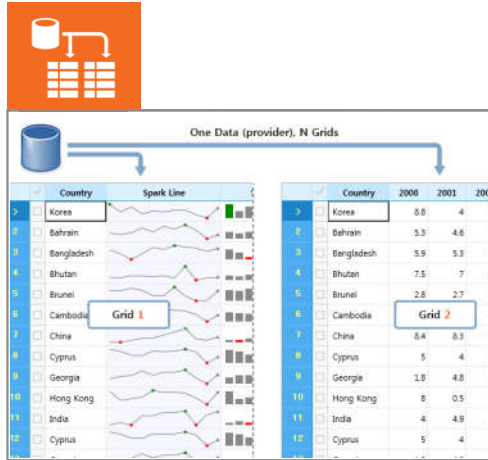 One Data (provider), N Grids
Country Spark Line
> Korea
2 Bahrain
3 Bangladesh
4 Bhutan
5 Brunei
6 Cambodia
7 China
8 Cyprus
9 Georgia
10 Hong Kong
11 India
12 Cyprus
Grid 1
Country 2000 2001 200
> Korea 8.8 4
2 Bahrain 5.3 4.6
3 Bangladesh 5.9 5.3
4 Bhutan 7.5 7
5 Brunei 2.8 2.7
6 Cambodia
7 China 8.4 8.3
8 Cyprus 5 4
9 Georgia 1.8 4.8
10 Hong Kong 8 0.5
11 India 4 4.9
12 Cyprus 5 4
Grid 2